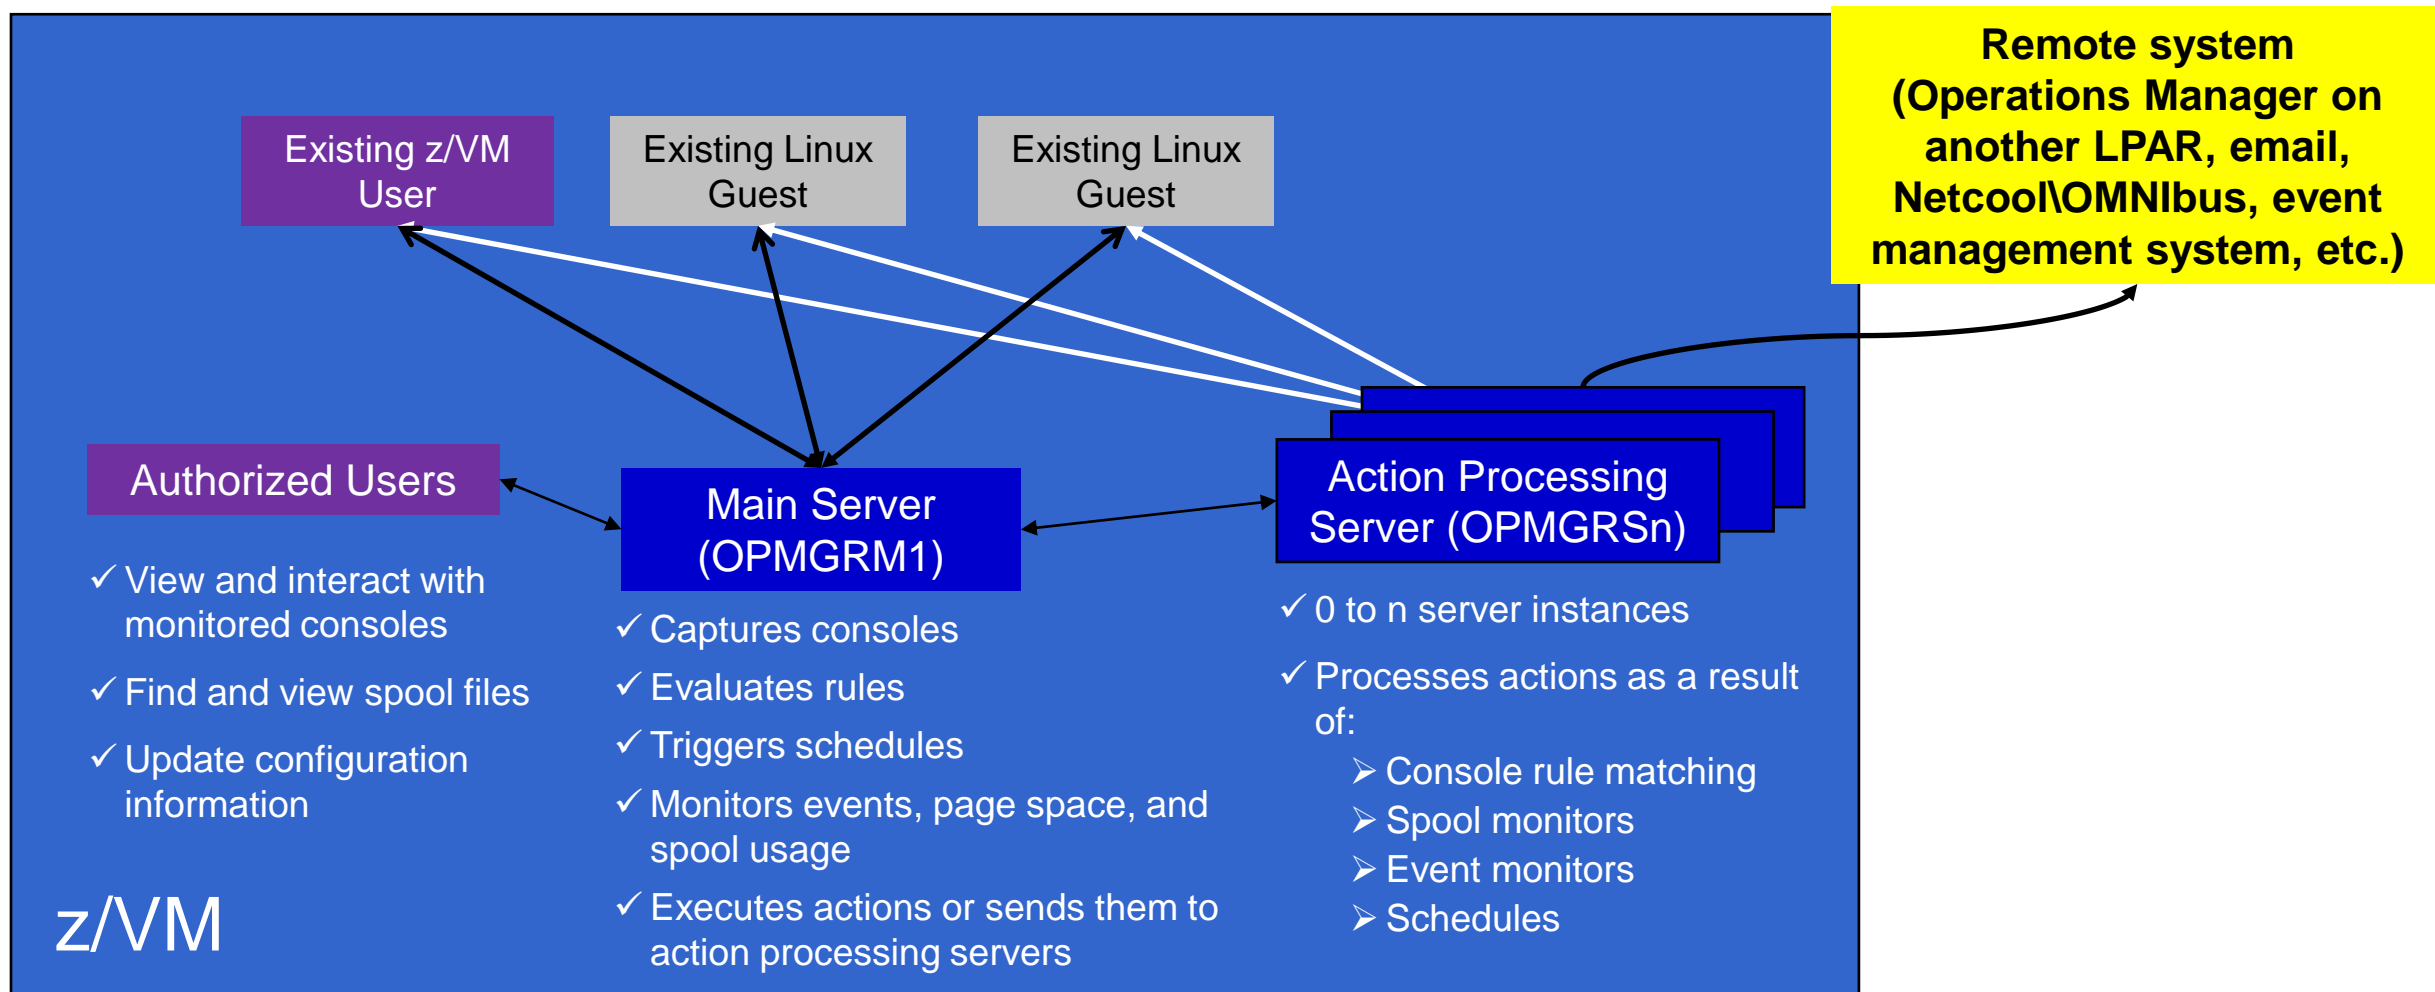 Remote system
(Operations Manager on
another LPAR, email,
Netcool\OMNIbus, event
management system, etc.)
Existing z/VM
User
Existing Linux
Guest
Existing Linux
Guest
Authorized Users
View and interact with
monitored consoles
Find and view spool files
Update configuration
information
Main Server
(OPMGRM1)
Captures consoles
Evaluates rules
Triggers schedules
Monitors events, page space, and
spool usage
Executes actions or sends them to
action processing servers
Action Processing
Server (OPMGRSn)
0 to n server instances
Processes actions as a result
of:
Console rule matching
Spool monitors
Event monitors
Schedules
z/VM